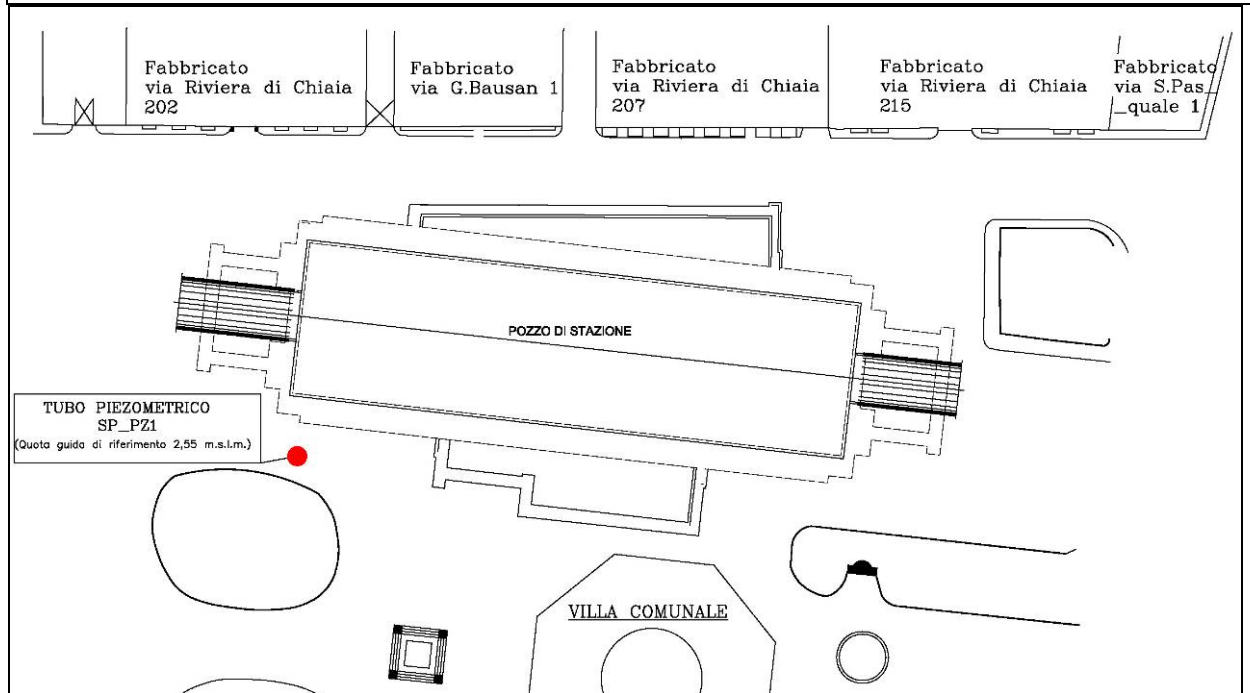 Fabbricato
via Riviera di Chiaia
202
Fabbricato
via G.Bausan 1
Fabbricato
via Riviera di Chiaia
207
Fabbricato
via Riviera di Chiaia
215
Fabbricato
via S.Pas_
_quale 1
POZZO DI STAZIONE
TUBO PIEZOMETRICO
SP_PZ1
(Quota guida di riferimento 2,55 m.s.l.m.)
VILLA COMUNALE